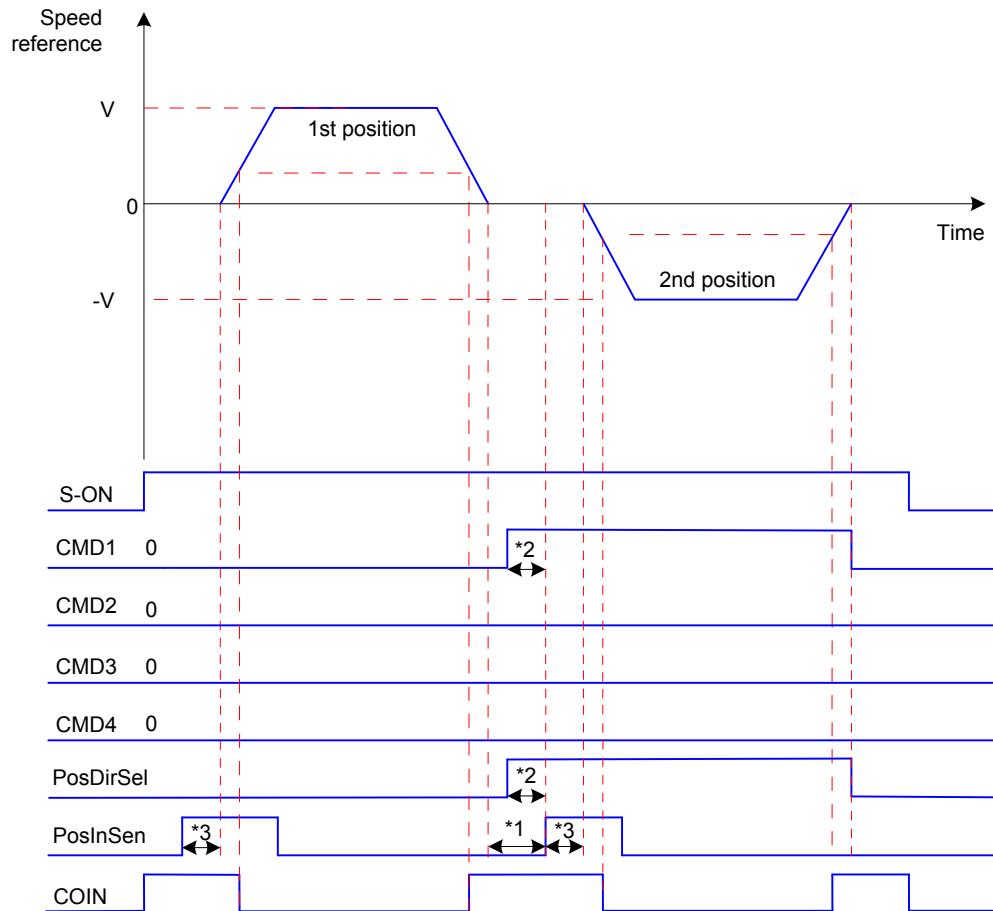 Speed
reference
V
1st position
0
Time
2nd position
-V
S-ON
CMD1 0
*2
CMD2 0
CMD3 0
CMD4 0
PosDirSel
*2
PosInSen
*3
*1
*3
COIN